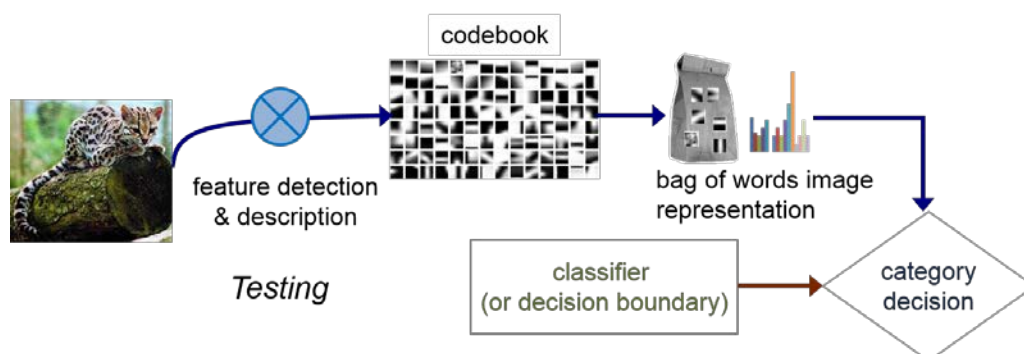 codebook
feature detection
& description
bag of words image
representation
Testing
classifier
(or decision boundary)
category
decision